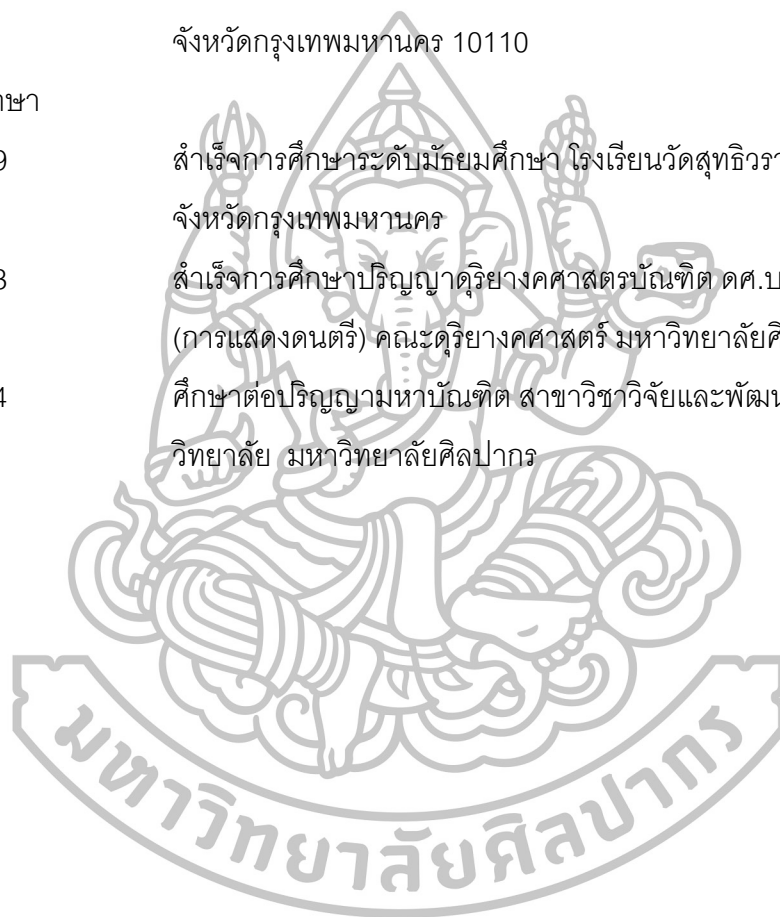 จังหวัดกรุงเทพมหานคร 10110
าษา
9 สำเร็จการศึกษาระดับมัธยมศึกษา โรงเรียนวัดสุทธิวรา
จังหวัดกรุงเทพมหานคร
3 สำเร็จการศึกษาปริญญาดุริยางคศาสตรบัณฑิต ดศ.บ
(การแสดงดนตรี) คณะดุริยางคศาสตร์ มหาวิทยาลัยศิ
4 ศึกษาต่อปริญญามหาบัณฑิต สาขาวิชาวิจัยและพัฒน
วิทยาลัย มหาวิทยาลัยศิลปากร
มหาวิทยาลัยศิลปากร